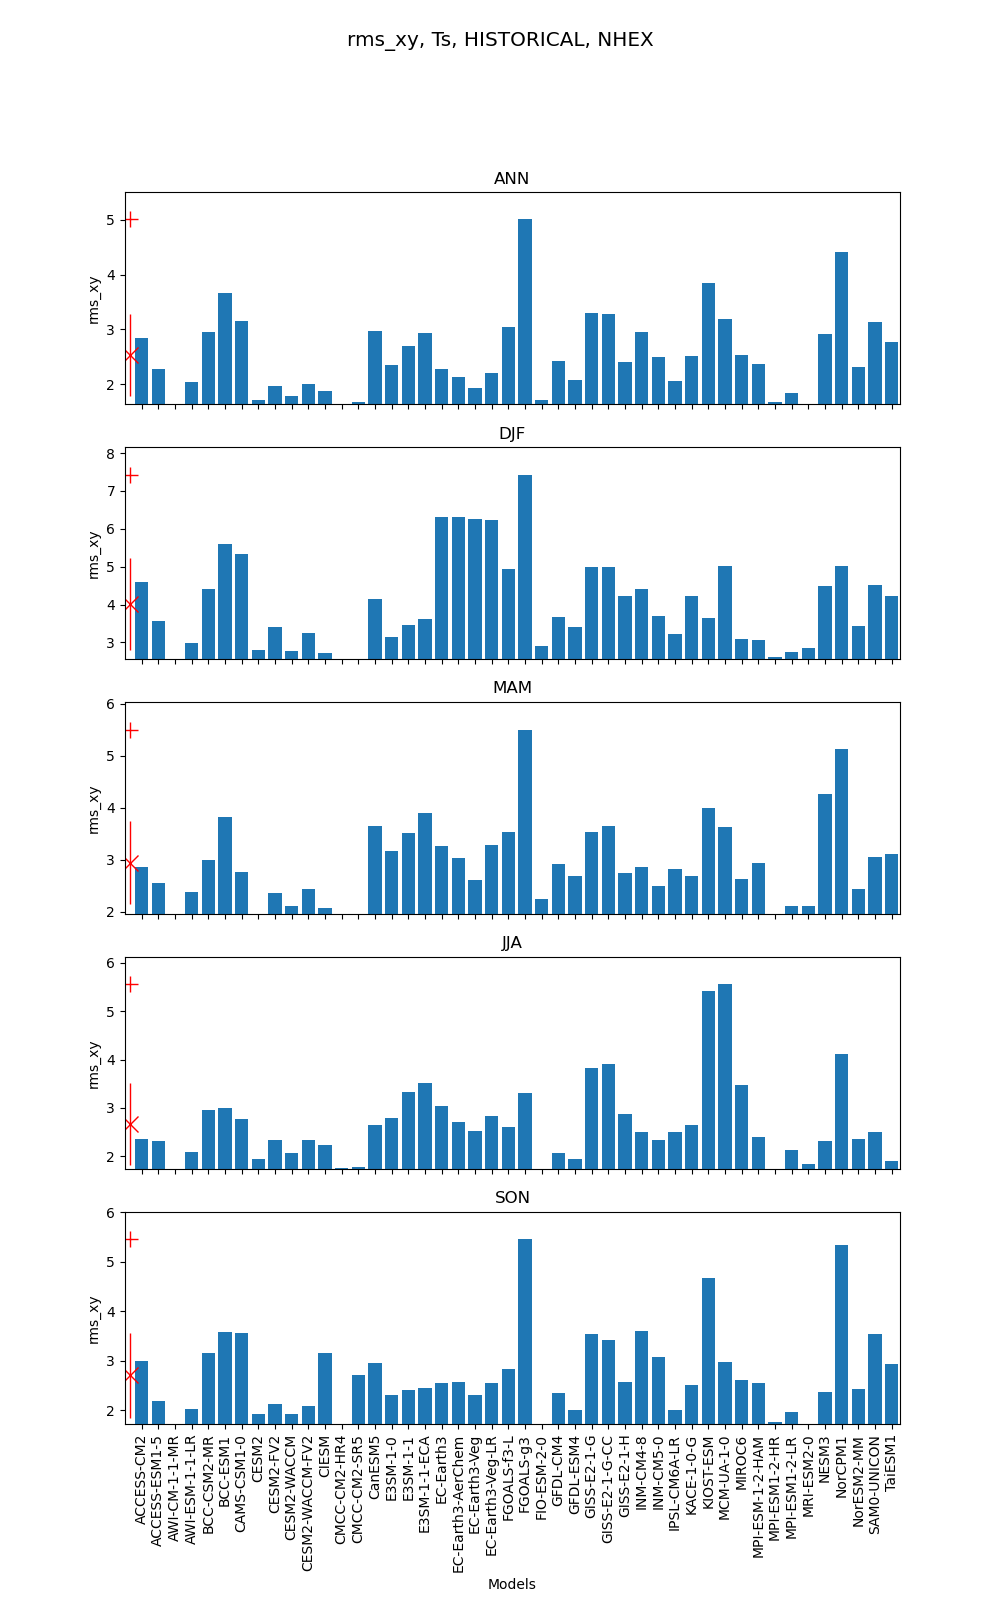 rms_xy, Ts, HISTORICAL, NHEX
ANN
5
4
3
2
rms_xy
DJF
8
7
6
5
4
3
rms_xy
MAM
6
5
4
3
2
rms_xy
JJA
6
5
4
3
2
rms_xy
SON
6
5
4
3
2
rms_xy
ACCESS-CM2
ACCESS-ESM1-5
AWI-CM-1-1-MR
AWI-ESM-1-1-LR
BCC-CSM2-MR
BCC-ESM1
CAMS-CSM1-0
CESM2
CESM2-FV2
CESM2-WACCM
CESM2-WACCM-FV2
CIESM
CMCC-CM2-HR4
CMCC-CM2-SR5
CanESM5
E3SM-1-0
E3SM-1-1
E3SM-1-1-ECA
EC-Earth3
EC-Earth3-AerChem
EC-Earth3-Veg
EC-Earth3-Veg-LR
FGOALS-f3-L
FGOALS-g3
FIO-ESM-2-0
GFDL-CM4
GFDL-ESM4
GISS-E2-1-G
GISS-E2-1-G-CC
GISS-E2-1-H
INM-CM4-8
INM-CM5-0
IPSL-CM6A-LR
KACE-1-0-G
KIOST-ESM
MCM-UA-1-0
MIROC6
MPI-ESM-1-2-HAM
MPI-ESM1-2-HR
MPI-ESM1-2-LR
MRI-ESM2-0
NESM3
NorCPM1
NorESM2-MM
SAM0-UNICON
TaiESM1
Models